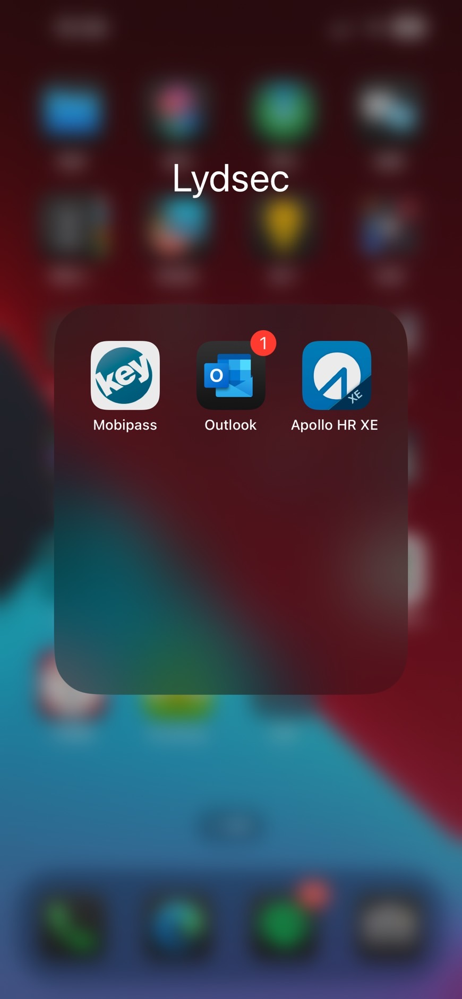 Lydsec
key
1
O
XE
Mobipass
Outlook
Apollo HR XE